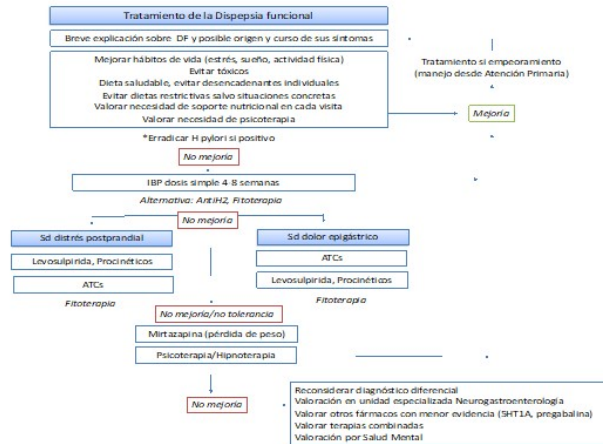 Tratamiento de la Dispepsia funcional
Breve explicación sobre DF y posible origen y curso de sus síntomas
Mejorar hábitos de vida (estrés, sueño, actividad física)
Evitar tóxicos
Dieta saludable, evitar desencadenantes individuales
Evitar dietas restrictivas salvo situaciones concretas
Valorar necesidad de soporte nutricional en cada visita
Valorar necesidad de psicoterapia
Tratamiento si empeoramiento
(manejo desde Atención Primaria)
Mejoría
*Erradicar H pylori si positivo
No mejoría
IBP dosis simple 4-8 semanas
Alternativa: AntiH2, Fitoterapia
No mejoría
Sd distrés postprandial
Levosulpirida, Procinéticos
ATCs
Fitoterapia
Sd dolor epigástrico
ATCs
Levosulpirida, Procinéticos
Fitoterapia
No mejoría/no tolerancia
Mirtazapina (pérdida de peso)
Psicoterapia/Hipnoterapia
No mejoría
Reconsiderar diagnóstico diferencial
Valoración en unidad especializada Neurogastroenterología
Valorar otros fármacos con menor evidencia (5HT1A, pregabalina)
Valorar terapias combinadas
Valoración por Salud Mental